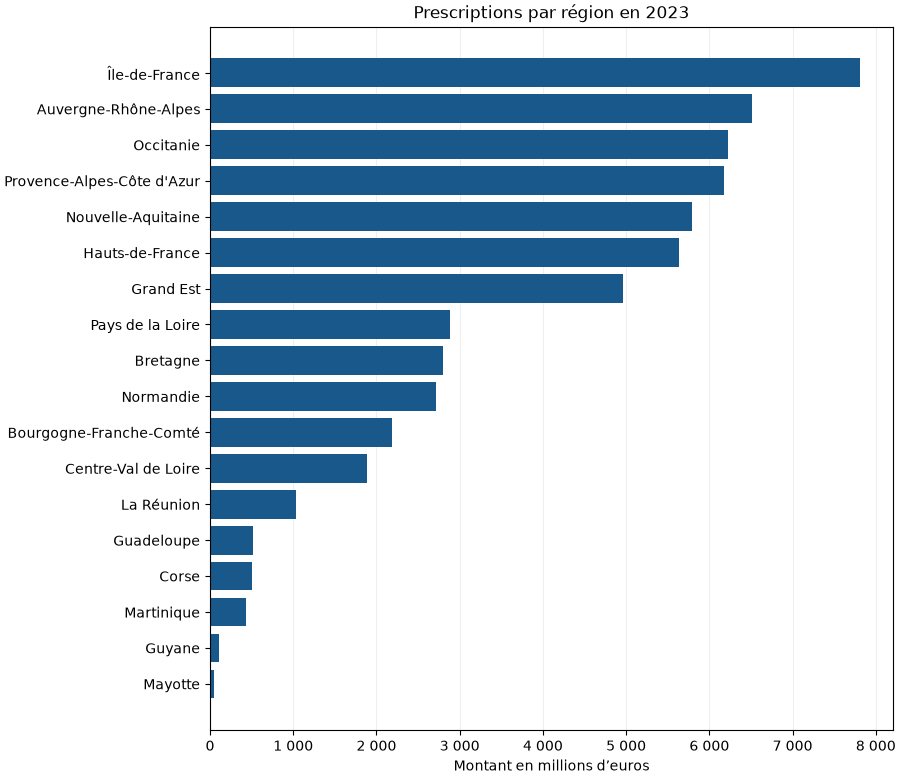 Prescriptions par région en 2023
Île-de-France
Auvergne-Rhône-Alpes
Occitanie
Provence-Alpes-Côte d'Azur
Nouvelle-Aquitaine
Hauts-de-France
Grand Est
Pays de la Loire
Bretagne
Normandie
Bourgogne-Franche-Comté
Centre-Val de Loire
La Réunion
Guadeloupe
Corse
Martinique
Guyane
Mayotte
0 1 000 2 000 3 000 4 000 5 000 6 000 7 000 8 000
Montant en millions d’euros